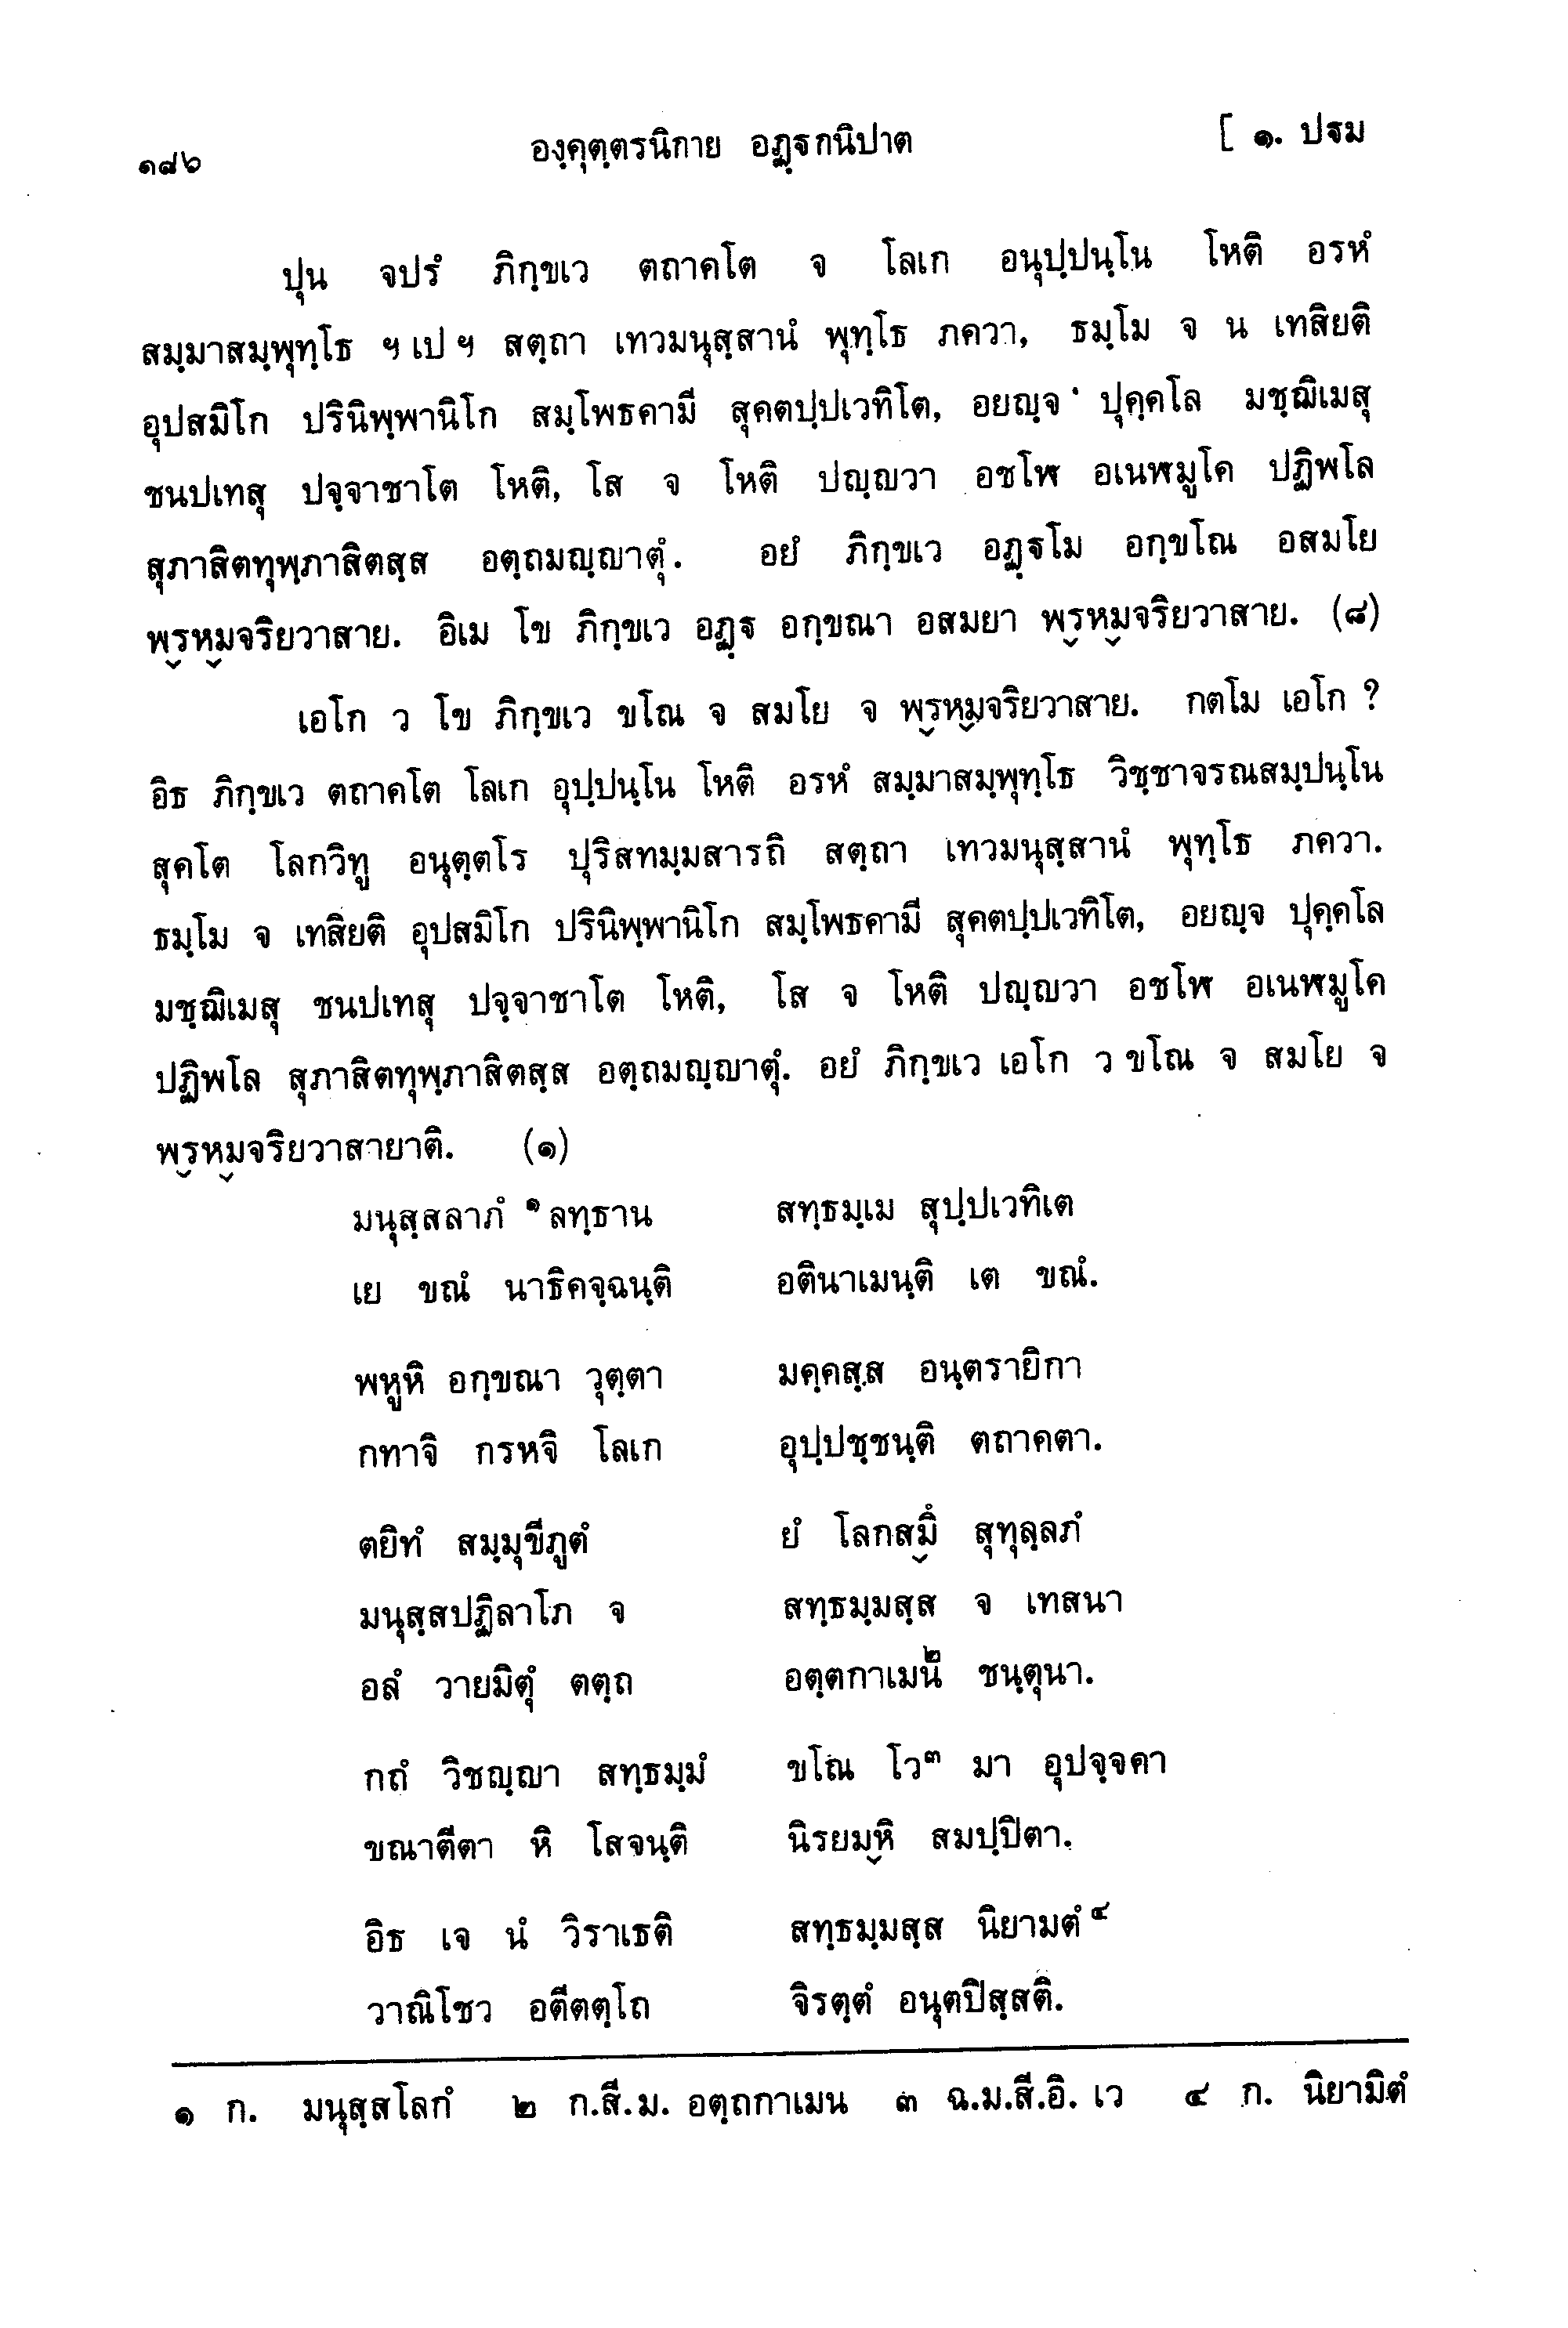 ๑๘๖ องฺคุตฺตรนิกาย อฏฺฐกนิปาต [ ๑. ปฐม
ปุน จปรํ ภิกฺขเว ตถาคโต จ โลเก อนุปฺปนฺโน โหติ อรหํ
สมฺมาสมฺพุทฺโธ ฯ เป ฯ สตฺถา เทวมนุสฺสานํ พุทฺโธ ภควา, ธมฺโม จ น เทสิยติ
อุปสมิโก ปรินิพฺพานิโก สมฺโพธคามี สุคตปฺปเวทิโต, อยญฺจ ปุคฺคโล มชฺฌิเมสุ
ชนปเทสุ ปจฺจาชาโต โหติ, โส จ โหติ ปญฺญวา อชโฬ อเนฬมูโค ปฏิพโล
สุภาสิตทุพฺภาสิตสฺส อตฺถมญฺญาตุํ. อยํ ภิกฺขเว อฏฺฐโม อกฺขโณ อสมโย
พฺรหฺมจริยวาสาย. อิเม โข ภิกฺขเว อฏฺฐ อกฺขณา อสมยา พฺรหฺมจริยวาสาย. (๘)
เอโก ว โข ภิกฺขเว ขโณ จ สมโย จ พฺรหฺมจริยวาสาย. กตโม เอโก ?
อิธ ภิกฺขเว ตถาคโต โลเก อุปฺปนฺโน โหติ อรหํ สมฺมาสมฺพุทฺโธ วิชฺชาจรณสมฺปนฺโน
สุคโต โลกวิทู อนุตฺตโร ปุริสทมฺมสารถิ สตฺถา เทวมนุสฺสานํ พุทฺโธ ภควา.
ธมฺโม จ เทสิยติ อุปสมิโก ปรินิพฺพานิโก สมฺโพธคามี สุคตปฺปเวทิโต, อยญฺจ ปุคฺคโล
มชฺฌิเมสุ ชนปเทสุ ปจฺจาชาโต โหติ, โส จ โหติ ปญฺญวา อชโฬ อเนฬมูโค
ปฏิพโล สุภาสิตทุพฺภาสิตสฺส อตฺถมญฺญาตุํ. อยํ ภิกฺขเว เอโก ว ขโณ จ สมโย จ
พฺรหฺมจริยวาสายาติ. (๑)
มนุสฺสลาภํ ๑ ลทฺธาน สทฺธมฺเม สุปฺปเวทิเต
เย ขณํ นาธิคจฺฉนฺติ อตินาเมนฺติ เต ขณํ.
พหูหิ อกฺขณา วุตฺตา มคฺคสฺส อนฺตรายิกา
กทาจิ กรหจิ โลเก อุปฺปชฺชนฺติ ตถาคตา.
ตยิทํ สมฺมุขีภูตํ ยํ โลกสฺมิํ สุทุลฺลภํ
มนุสฺสปฏิลาโภ จ สทฺธมฺมสฺส จ เทสนา
อลํ วายมิตุํ ตตฺถ อตฺตกาเมน๒ ชนฺตุนา.
กถํ วิชญฺญา สทฺธมฺมํ ขโณ โว๓ มา อุปจฺจคา
ขณาตีตา หิ โสจนฺติ นิรยมฺหิ สมปฺปิตา.
อิธ เจ นํ วิราเธติ สทฺธมฺมสฺส นิยามตํ ๔
วาณิโชว อตีตตฺโถ จิรตฺตํ อนุตปิสฺสติ.
๑ ก. มนุสฺสโลกํ ๒ ก.สี.ม. อตฺถกาเมน ๓ ฉ.ม.สี.อิ. เว ๔ ก. นิยามิตํ